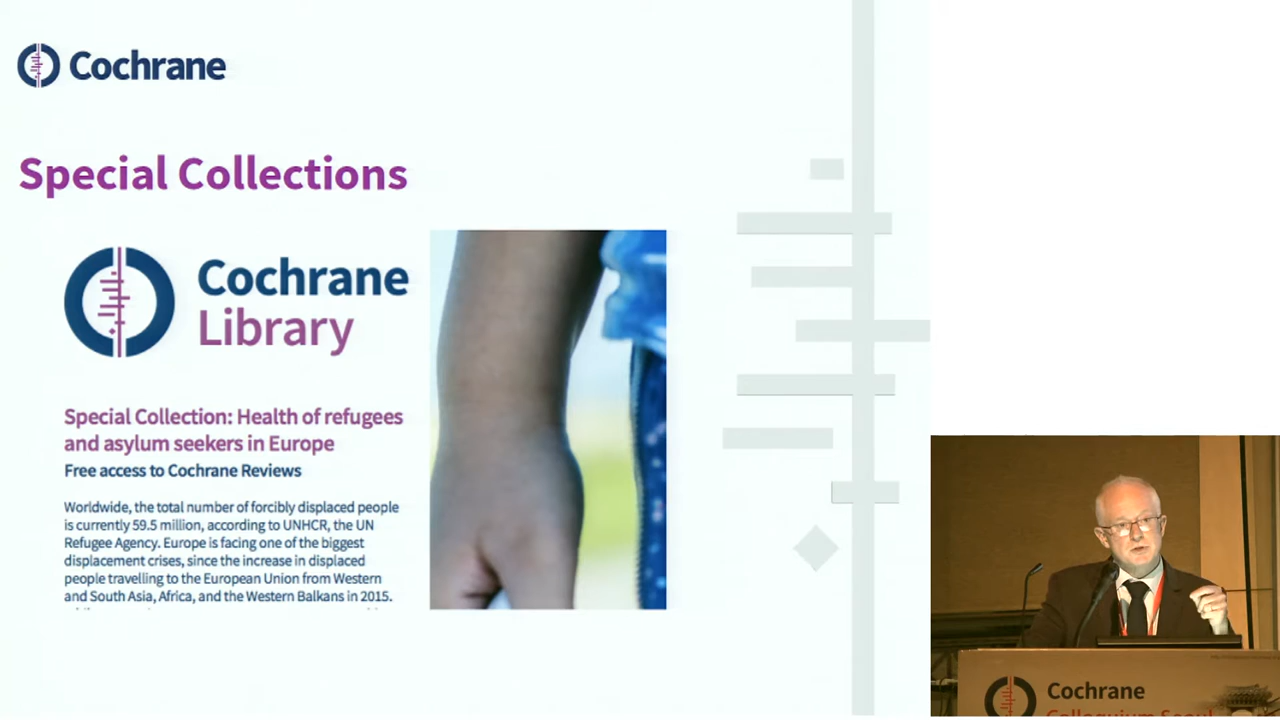 Cochrane
Special Collections
Cochrane
Library
Special Collection: Health of refugees
and asylum seekers in Europe
Free access to Cochrane Reviews
Worldwide, the total number of forcibly displaced people
is currently 59.5 million, according to UNHCR, the UN
Refugee Agency. Europe is facing one of the biggest
displacement crises, since the increase in displaced
people travelling to the European Union from Western
and South Asia, Africa, and the Western Balkans in 2015.
Cochrane
Colloquium Seoul